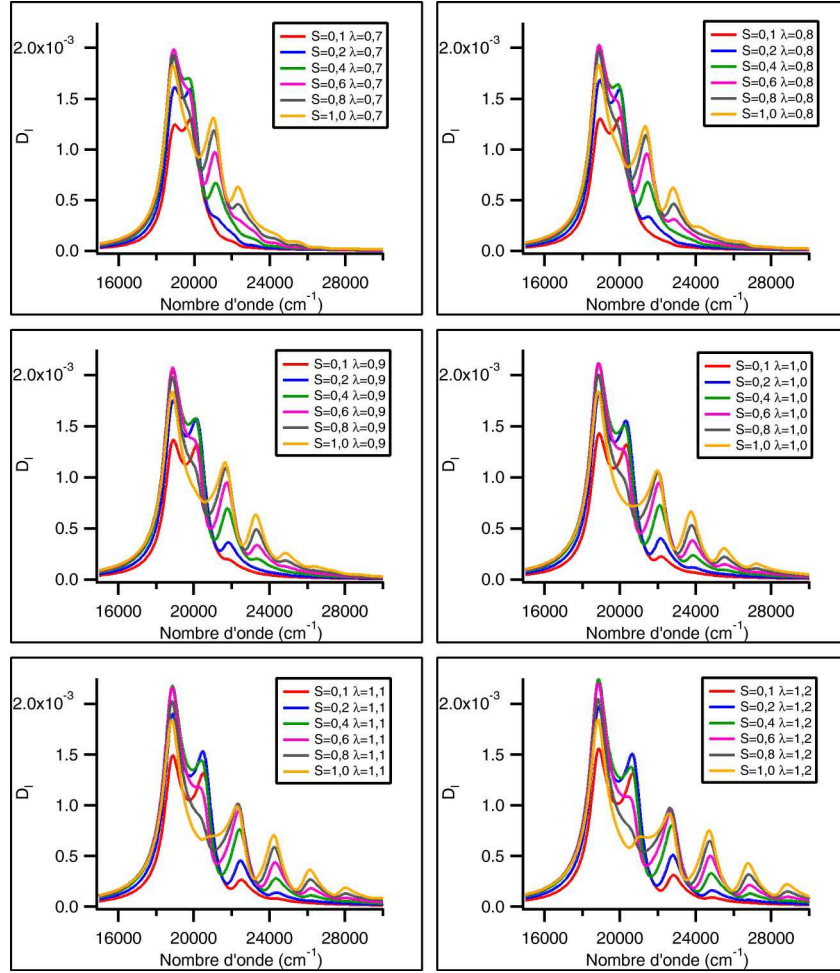 2.0x10-3
1.5
1.0
0.5
0.0
DI
16000 20000 24000 28000
Nombre d'onde (cm-1)
S=0,1 λ=0,7
S=0,2 λ=0,7
S=0,4 λ=0,7
S=0,6 λ=0,7
S=0,8 λ=0,7
S=1,0 λ=0,7
2.0x10-3
1.5
1.0
0.5
0.0
DI
16000 20000 24000 28000
Nombre d'onde (cm-1)
S=0,1 λ=0,8
S=0,2 λ=0,8
S=0,4 λ=0,8
S=0,6 λ=0,8
S=0,8 λ=0,8
S=1,0 λ=0,8
2.0x10-3
1.5
1.0
0.5
0.0
DI
16000 20000 24000 28000
Nombre d'onde (cm-1)
S=0,1 λ=0,9
S=0,2 λ=0,9
S=0,4 λ=0,9
S=0,6 λ=0,9
S=0,8 λ=0,9
S=1,0 λ=0,9
2.0x10-3
1.5
1.0
0.5
0.0
DI
16000 20000 24000 28000
Nombre d'onde (cm-1)
S=0,1 λ=1,0
S=0,2 λ=1,0
S=0,4 λ=1,0
S=0,6 λ=1,0
S=0,8 λ=1,0
S=1,0 λ=1,0
2.0x10-3
1.5
1.0
0.5
0.0
DI
16000 20000 24000 28000
Nombre d'onde (cm-1)
S=0,1 λ=1,1
S=0,2 λ=1,1
S=0,4 λ=1,1
S=0,6 λ=1,1
S=0,8 λ=1,1
S=1,0 λ=1,1
2.0x10-3
1.5
1.0
0.5
0.0
DI
16000 20000 24000 28000
Nombre d'onde (cm-1)
S=0,1 λ=1,2
S=0,2 λ=1,2
S=0,4 λ=1,2
S=0,6 λ=1,2
S=0,8 λ=1,2
S=1,0 λ=1,2